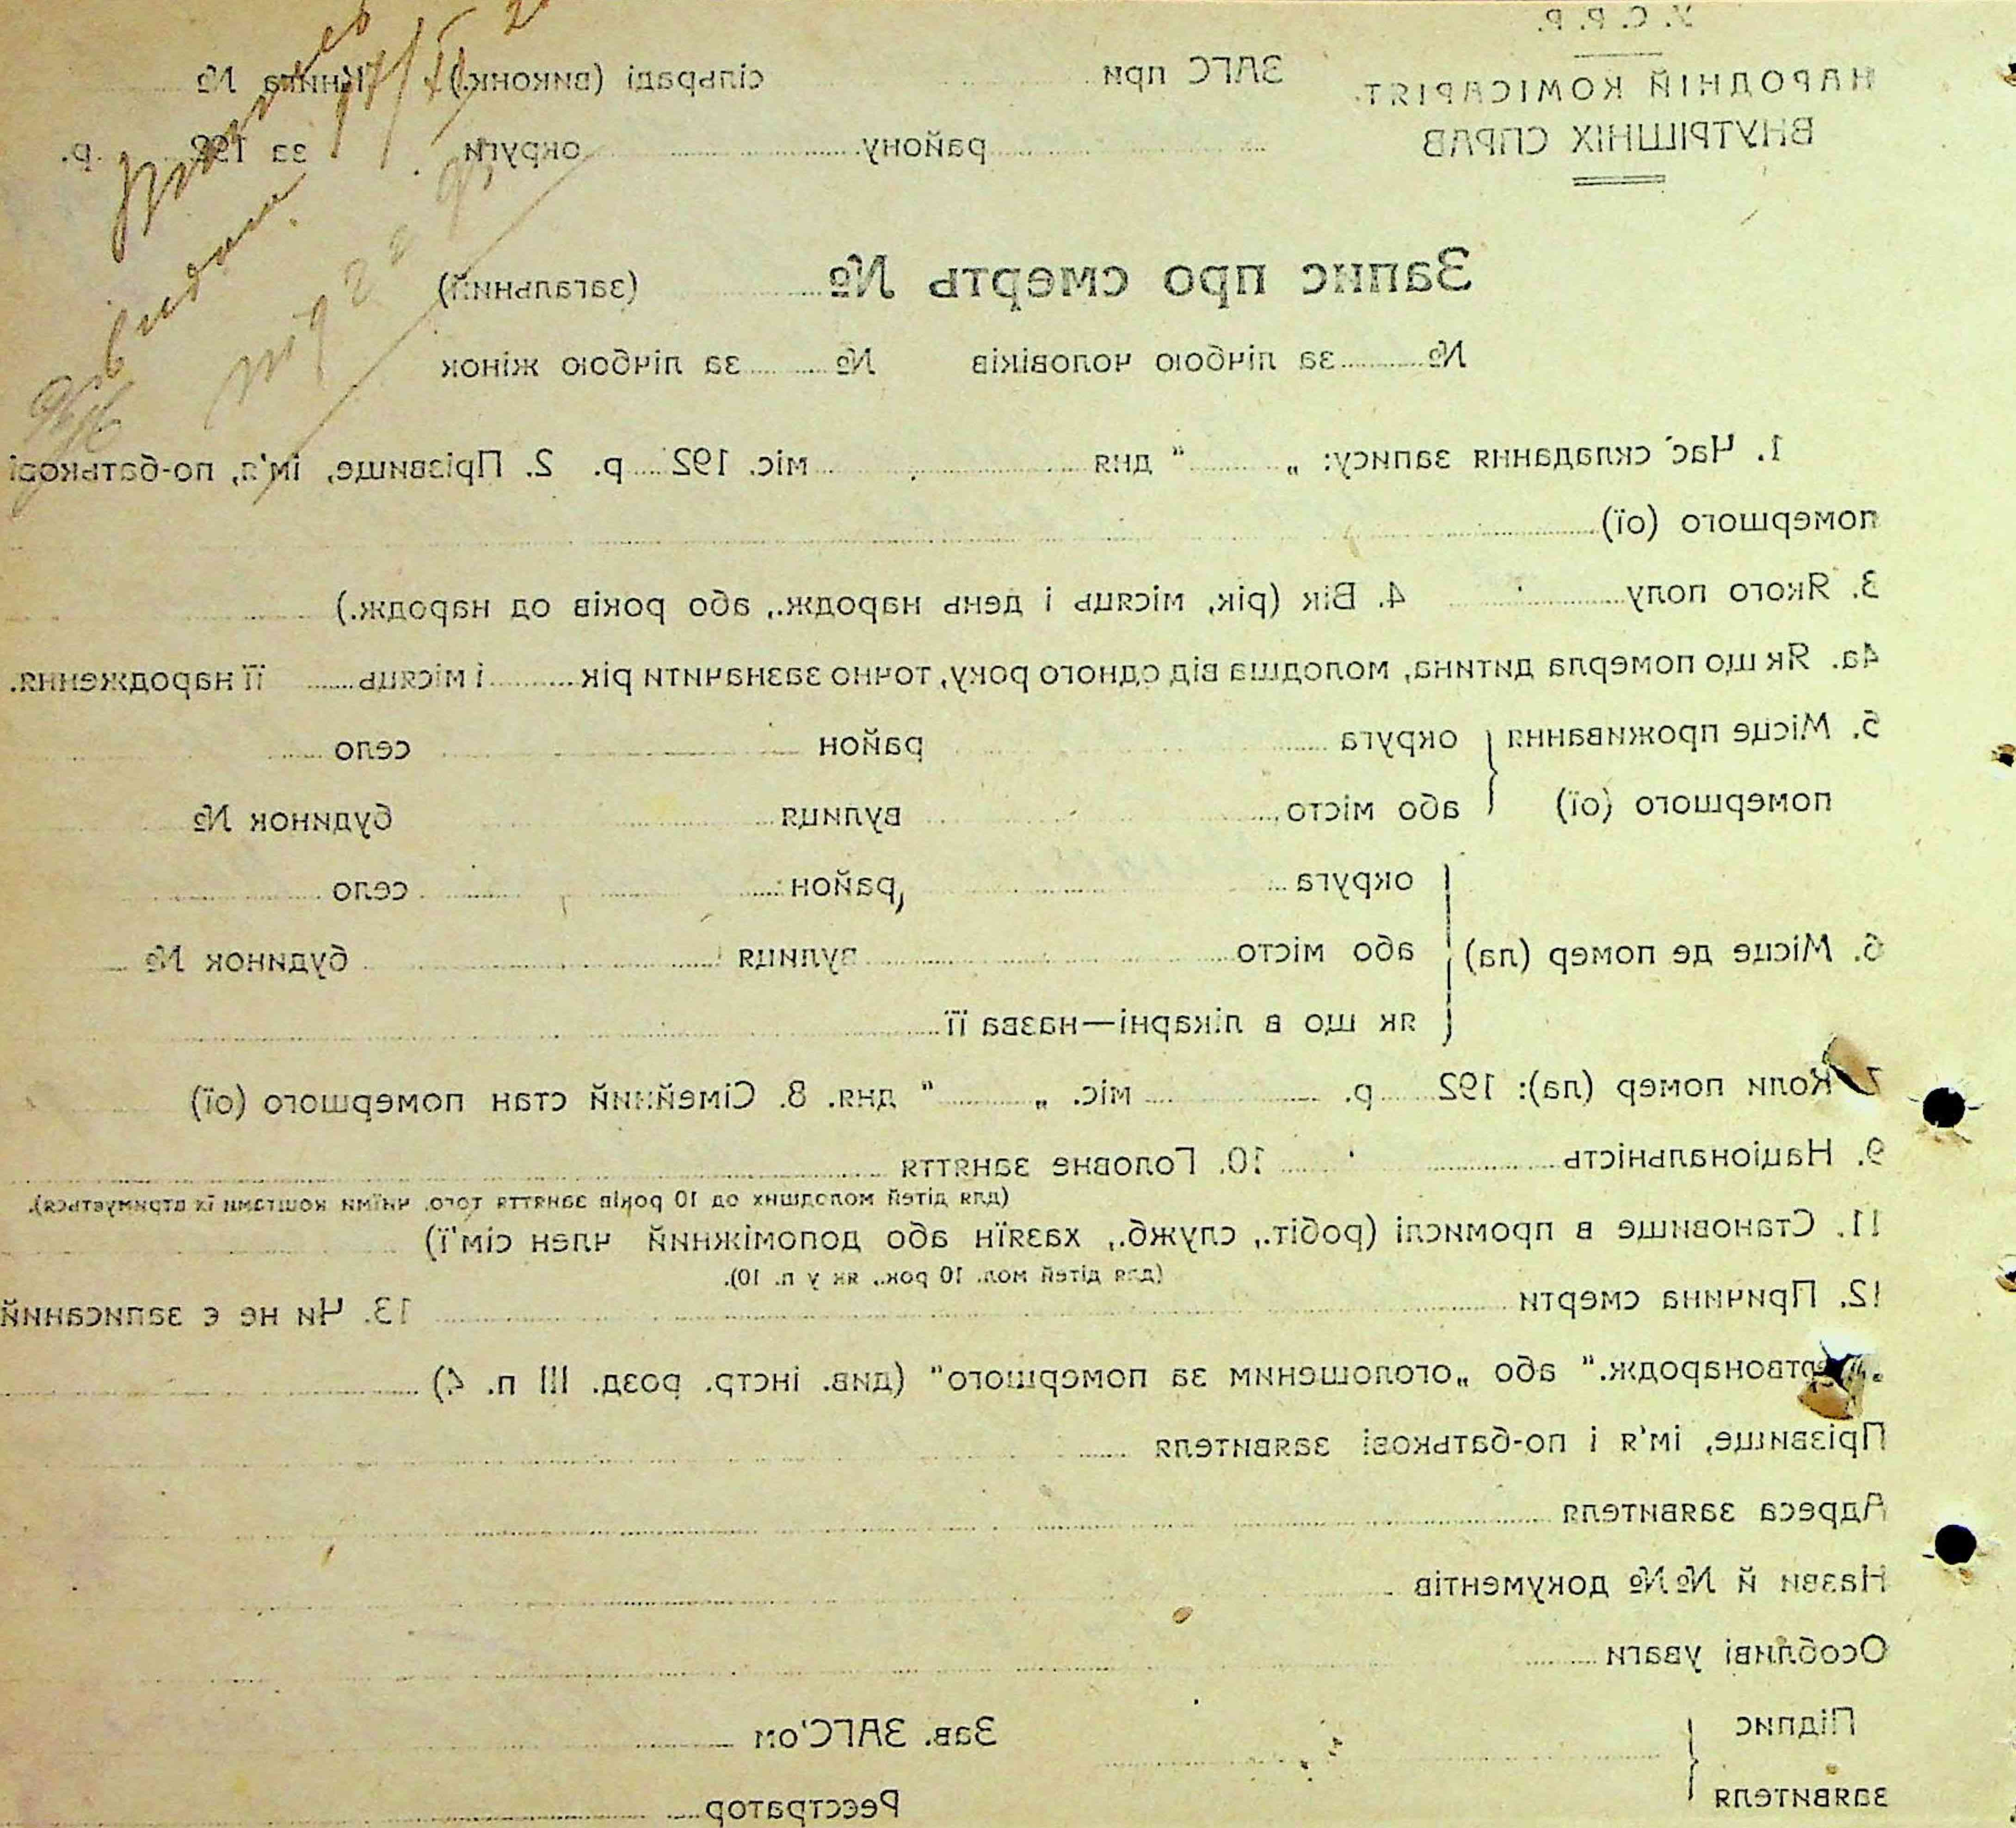 У. С. Р. Р.
НАРОДНІЙ КОМІСАРІЯТ
ВНУТРІШНІХ СПРАВ
ЗАГС при сільраді (виконк.) Книга №
району округи за 192 р.
Запис про смерть № (загальний)
№ за лічбою чоловіків № за лічбою жінок
1. Час складання запису: „ “ дня міс. 192 р. 2. Прізвище, ім'я, по-батькові
помершого (ої)
3. Якого полу 4. Вік (рік, місяць і день народж., або років од народж.)
4а. Як що померла дитина, молодша від одного року, точно зазначити рік і місяць її народження.
5. Місце проживання округа район село
помершого (ої) або місто вулиця будинок №
округа район село
6. Місце де помер (ла) або місто вулиця будинок №
як що в лікарні—назва її
7. Коли помер (ла): 192 р. міс. „ “ дня. 8. Сімейний стан помершого (ої)
9. Національність 10. Головне заняття
(для дітей молодших од 10 років заняття того, чиїми коштами їх втримується).
11. Становище в промислі (робіт., служб., хазяїн або допоміжний член сім'ї)
(для дітей мол. 10 рок., як у п. 10).
12. Причина смерти 13. Чи не є записаний
„мертвонародж.“ або „оголошеним за помершого“ (див. інстр. розд. III п. 4)
Прізвище, ім'я і по-батькові заявителя
Адреса заявителя
Назви й №№ документів
Особливі уваги
Підпис Зав. ЗАГС'ом
заявителя Реєстратор